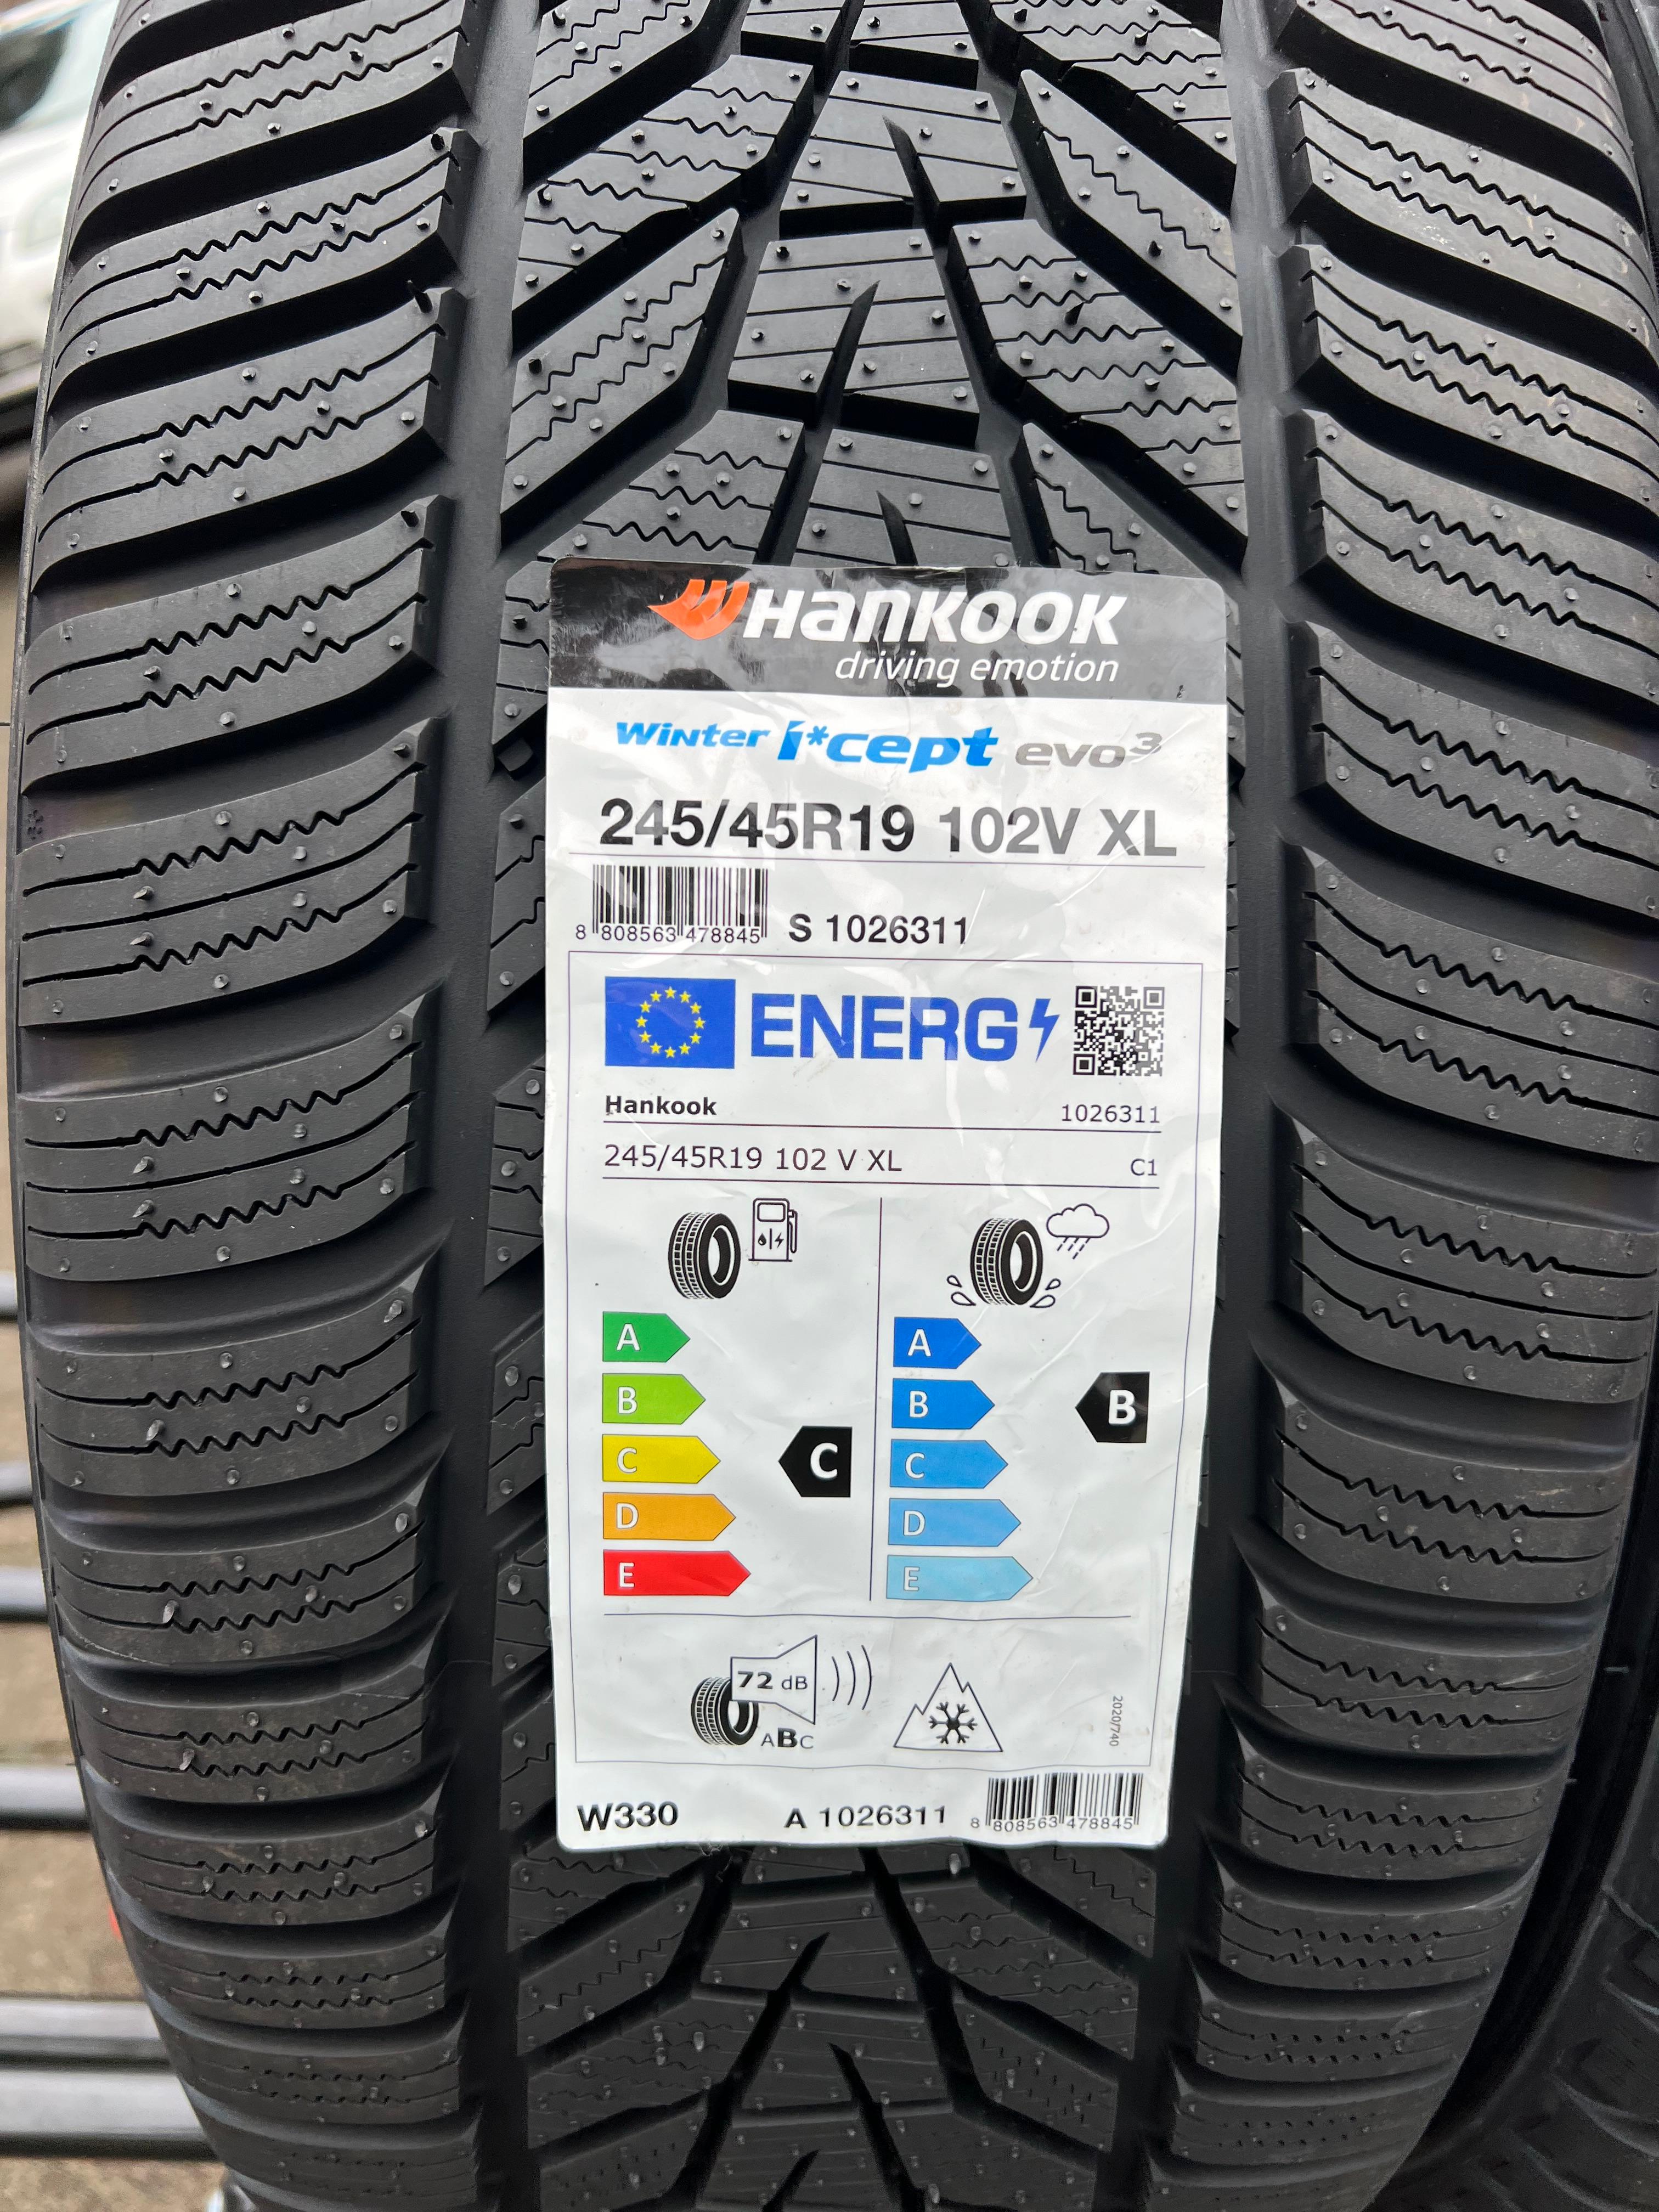 Hankook
driving emotion
Winter i*cept evo³
245/45R19 102V XL
8 808563 478845 S 1026311
ENERG
Hankook 1026311
245/45R19 102 V XL C1
A A
B B B
C C C
D D
E E
72 dB
ABC
2020/740
W330 A 1026311 8 808563 478845